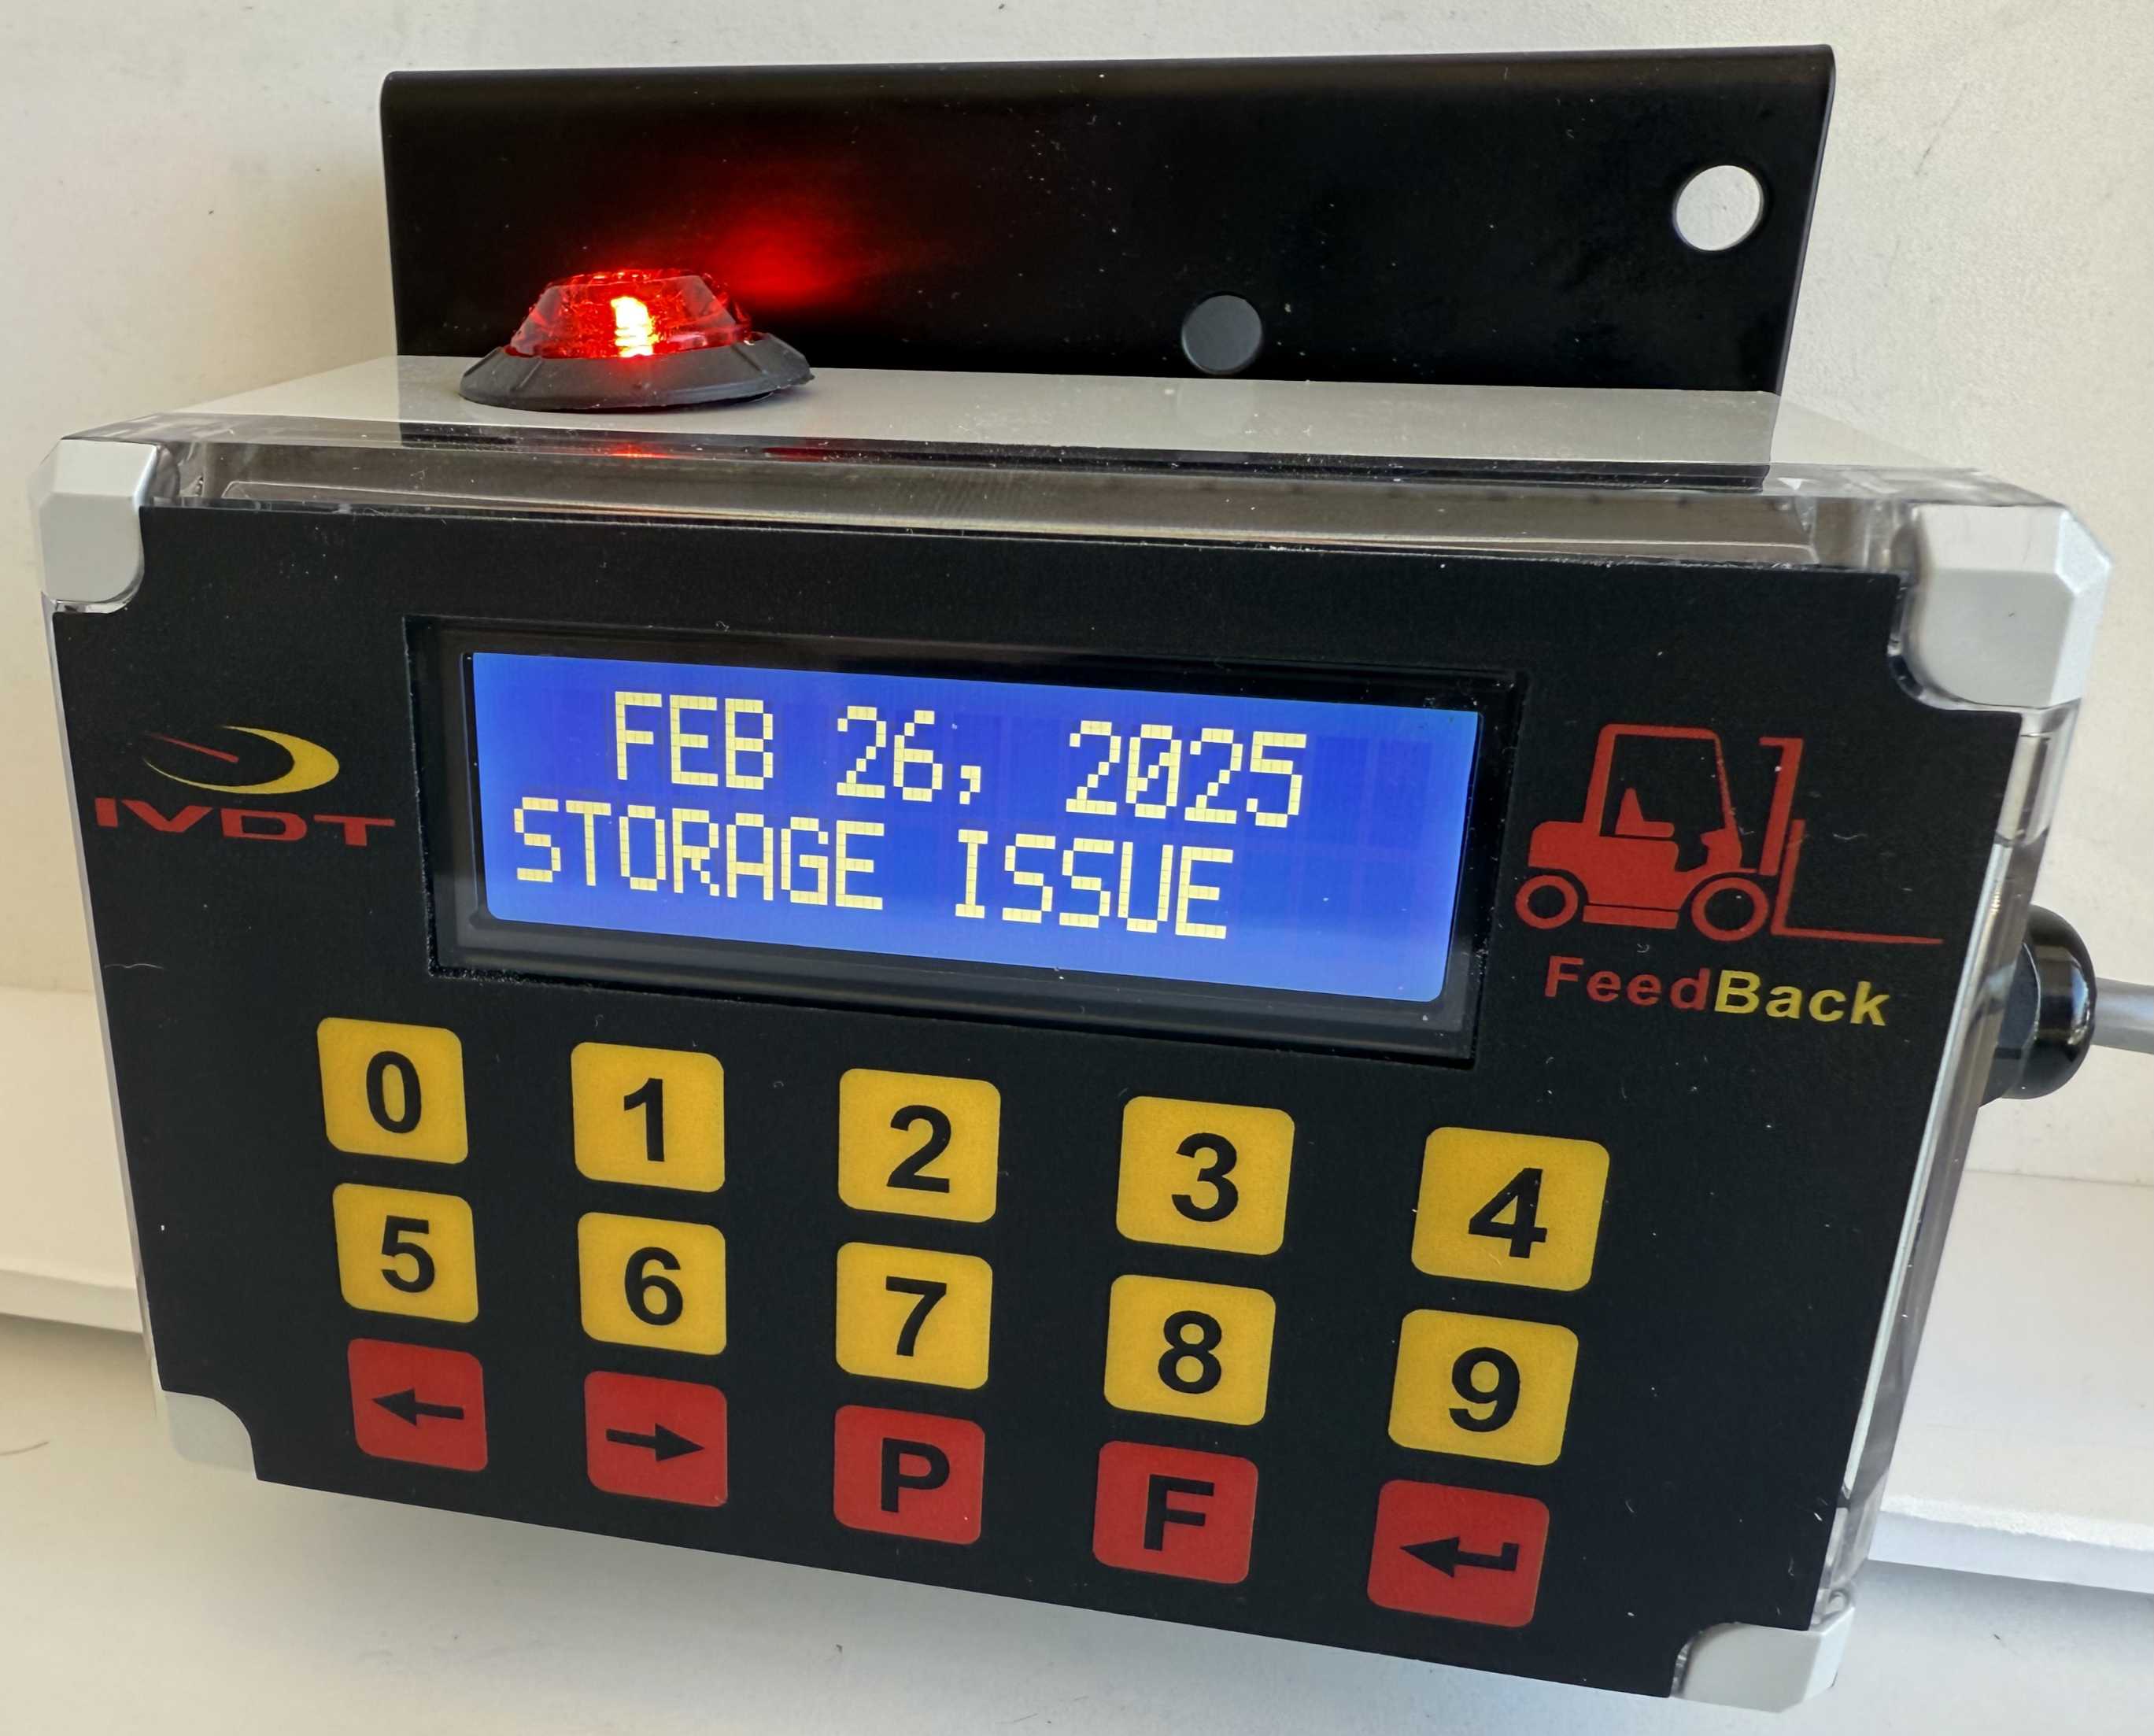 FEB 26, 2025
STORAGE ISSUE
IVDT
FeedBack
0 1 2 3 4
5 6 7 8 9
← → P F ↵